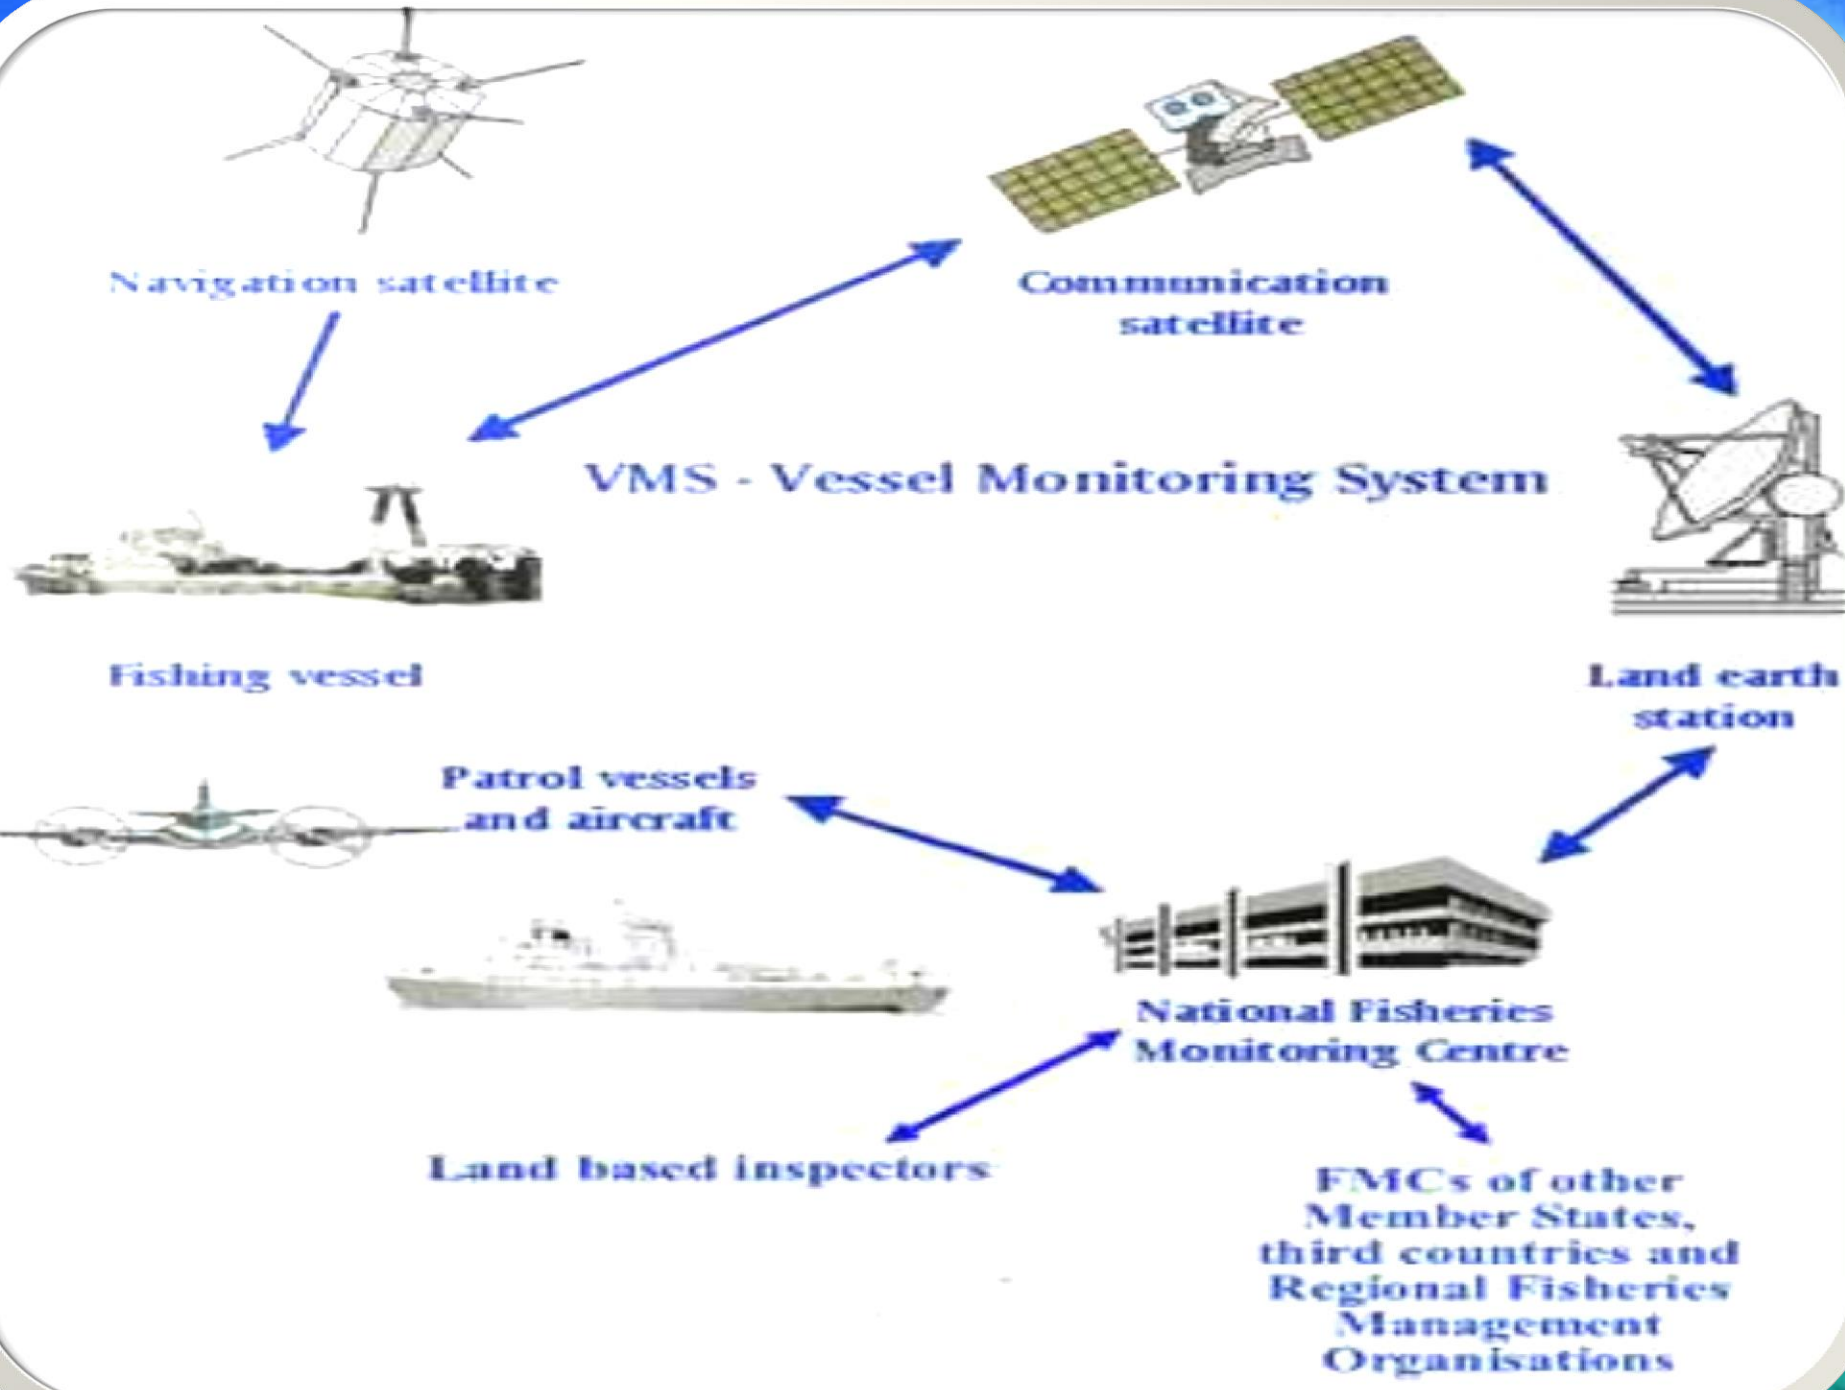 Navigation satellite
Communication
satellite
VMS - Vessel Monitoring System
Fishing vessel
Land earth
station
Patrol vessels
and aircraft
National Fisheries
Monitoring Centre
Land based inspectors
FMCs of other
Member States,
third countries and
Regional Fisheries
Management
Organisations